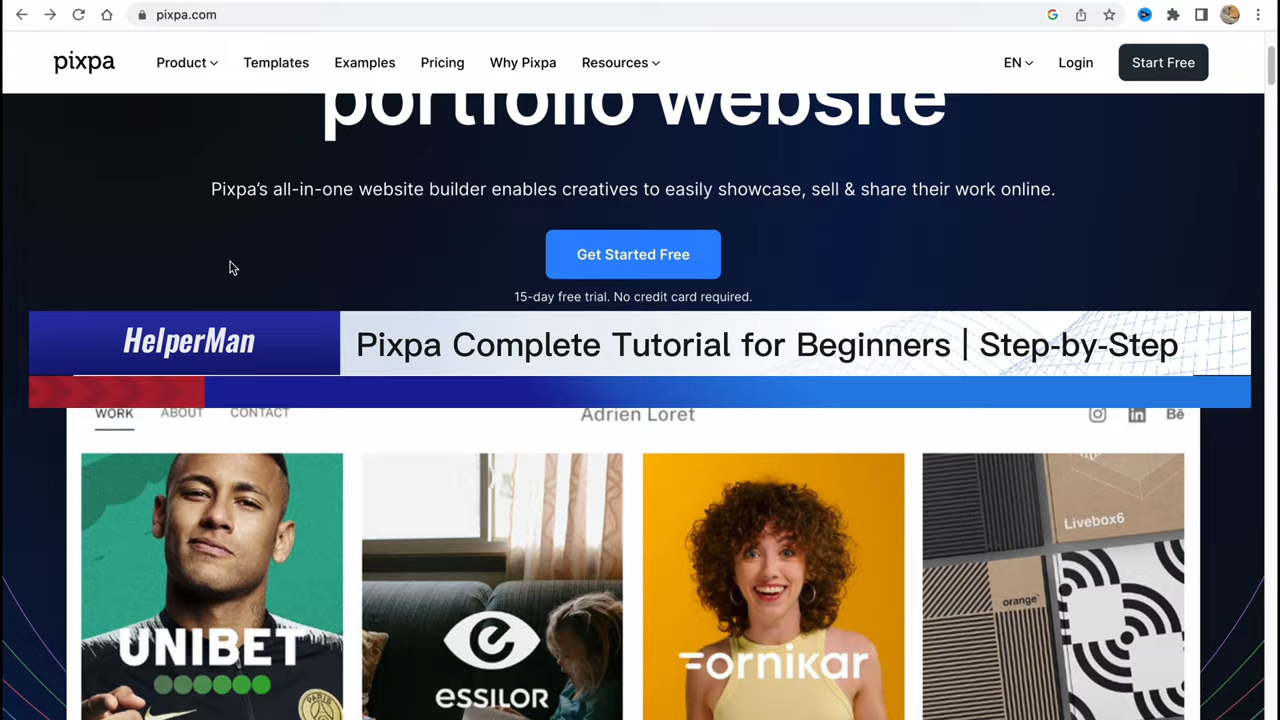 pixpa.com
pixpa Product Templates Examples Pricing Why Pixpa Resources EN Login Start Free
portfolio website
Pixpa's all-in-one website builder enables creatives to easily showcase, sell & share their work online.
Get Started Free
15-day free trial. No credit card required.
HelperMan
Pixpa Complete Tutorial for Beginners | Step-by-Step
WORK ABOUT CONTACT Adrien Loret Bē
Livebox6
orange
UNIBET
essilor
Fornikar
PARIS